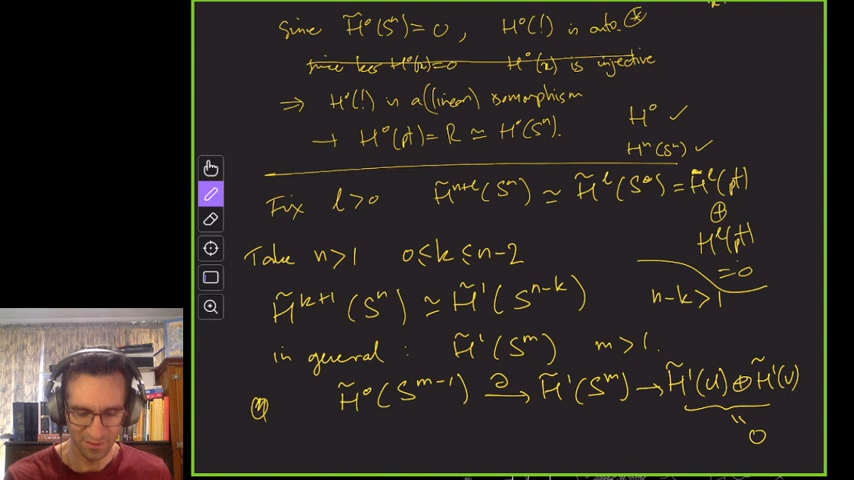 Since H̃⁰(Sⁿ)=0, H⁰(!) is onto. ⊛
since ker H⁰(x)=0 H⁰(x) is injective
⇒ H⁰(!) is a (linear) isomorphism
→ H⁰(pt)=R ≃ H⁰(Sⁿ).
H⁰ ✓
Hⁿ(Sⁿ) ✓
Fix l>0 H̃ⁿ⁺ˡ(Sⁿ) ≃ H̃ˡ(S⁰) = H̃ˡ(pt)
⊕
Hˡ(pt)
=0
Take n>1 0≤k≤n-2
n-k>1
H̃ᵏ⁺¹(Sⁿ) ≃ H̃¹(Sⁿ⁻ᵏ)
in general: H̃¹(Sᵐ) m>1.
H̃⁰(Sᵐ⁻¹) ∂→ H̃¹(Sᵐ) → H̃¹(U) ⊕ H̃¹(V)
"
0